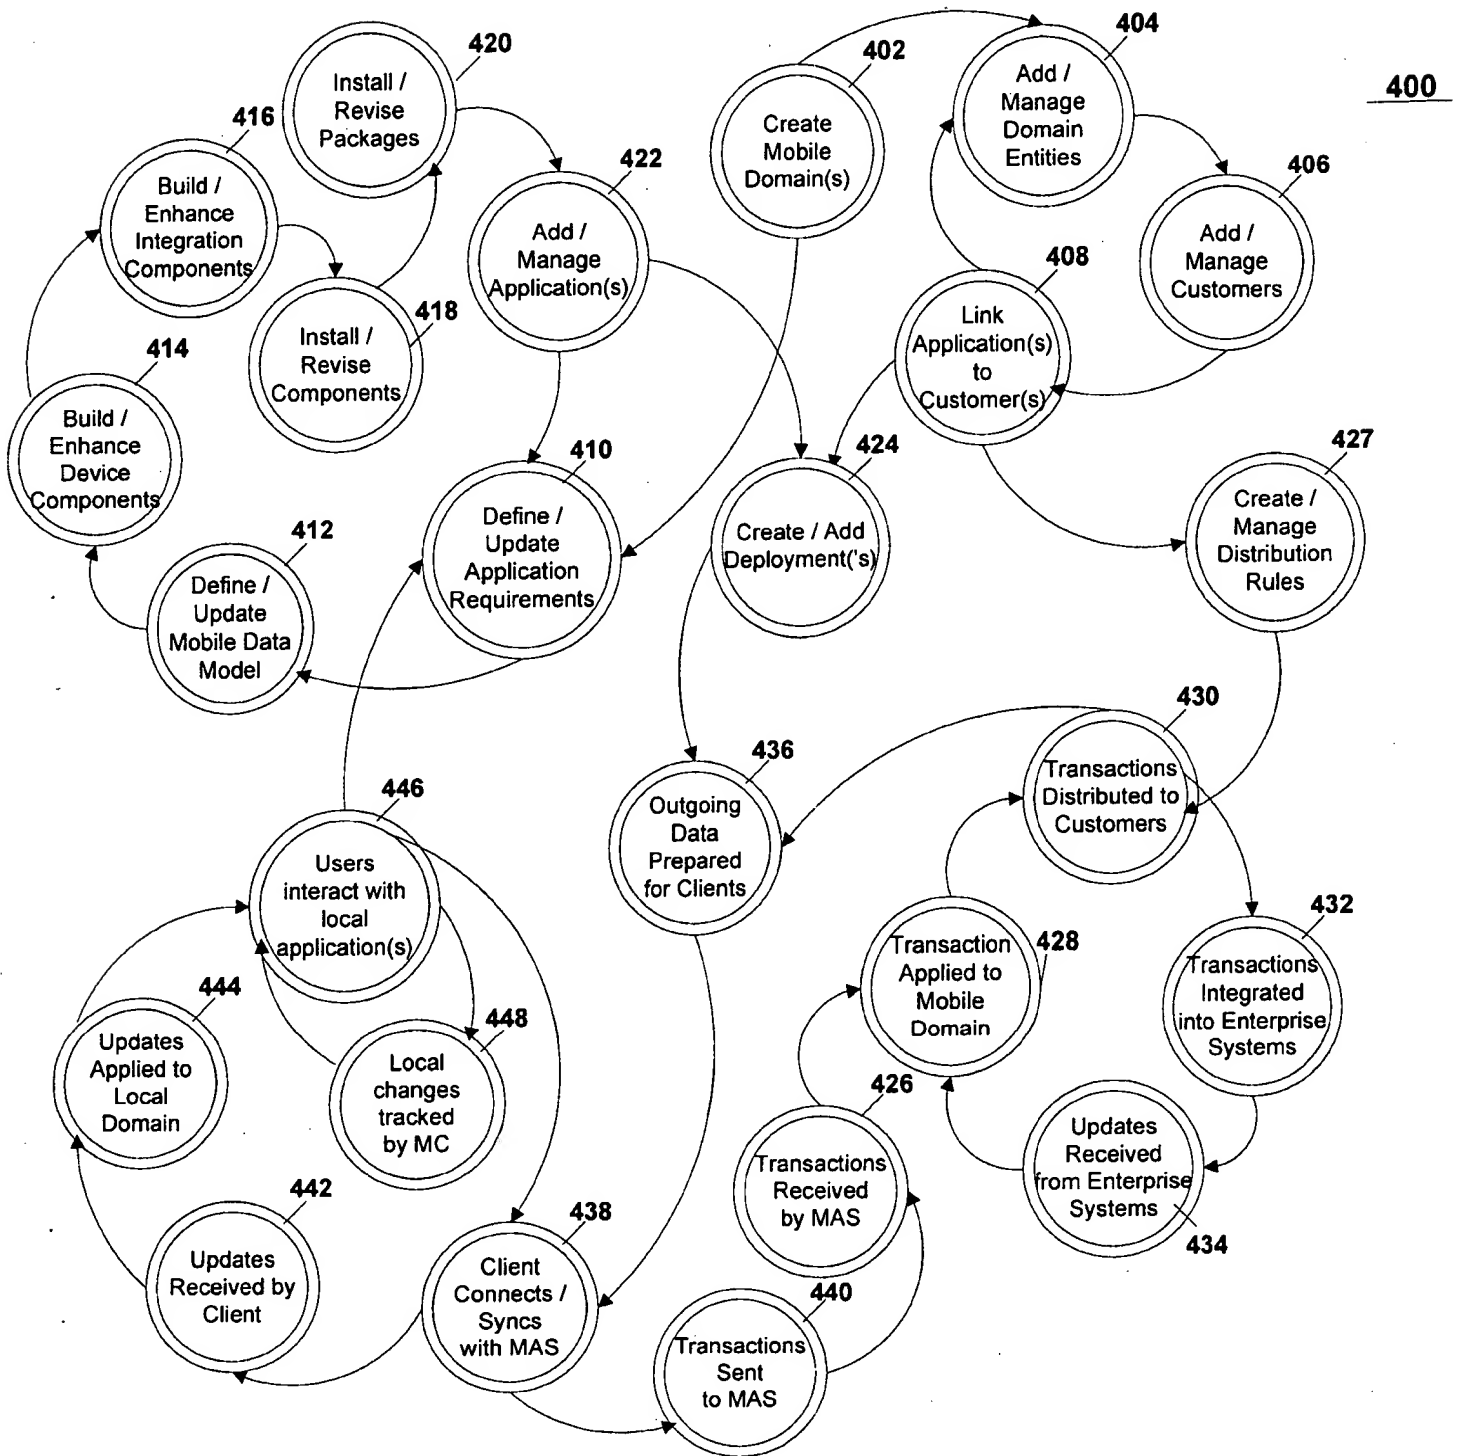 420
Install /
Revise
Packages
402
Create
Mobile
Domain(s)
404
Add /
Manage
Domain
Entities
400
416
Build /
Enhance
Integration
Components
422
Add /
Manage
Application(s)
406
Add /
Manage
Customers
408
Link
Application(s)
to
Customer(s)
418
Install /
Revise
Components
414
Build /
Enhance
Device
Components
410
Define /
Update
Application
Requirements
424
Create / Add
Deployment('s)
427
Create /
Manage
Distribution
Rules
412
Define /
Update
Mobile Data
Model
430
Transactions
Distributed to
Customers
436
Outgoing
Data
Prepared
for Clients
446
Users
interact with
local
application(s)
432
Transactions
Integrated
into Enterprise
Systems
428
Transaction
Applied to
Mobile
Domain
444
Updates
Applied to
Local
Domain
448
Local
changes
tracked
by MC
426
Transactions
Received
by MAS
Updates
Received
from Enterprise
Systems
434
442
Updates
Received by
Client
438
Client
Connects /
Syncs
with MAS
440
Transactions
Sent
to MAS